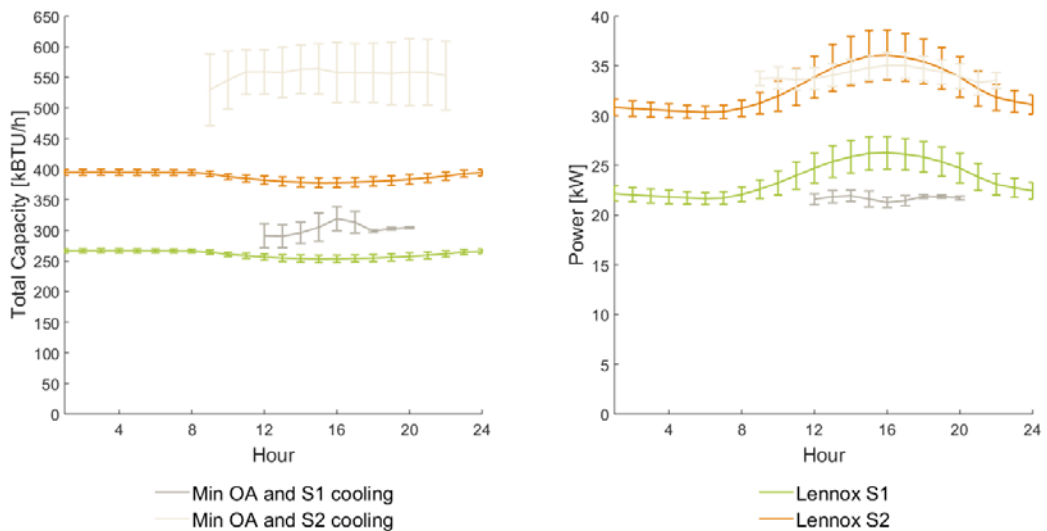 650
600
550
500
450
400
350
300
250
200
150
100
50
0
Total Capacity [kBTU/h]
4 8 12 16 20 24
Hour
40
35
30
25
20
15
10
5
0
Power [kW]
4 8 12 16 20 24
Hour
Min OA and S1 cooling
Min OA and S2 cooling
Lennox S1
Lennox S2